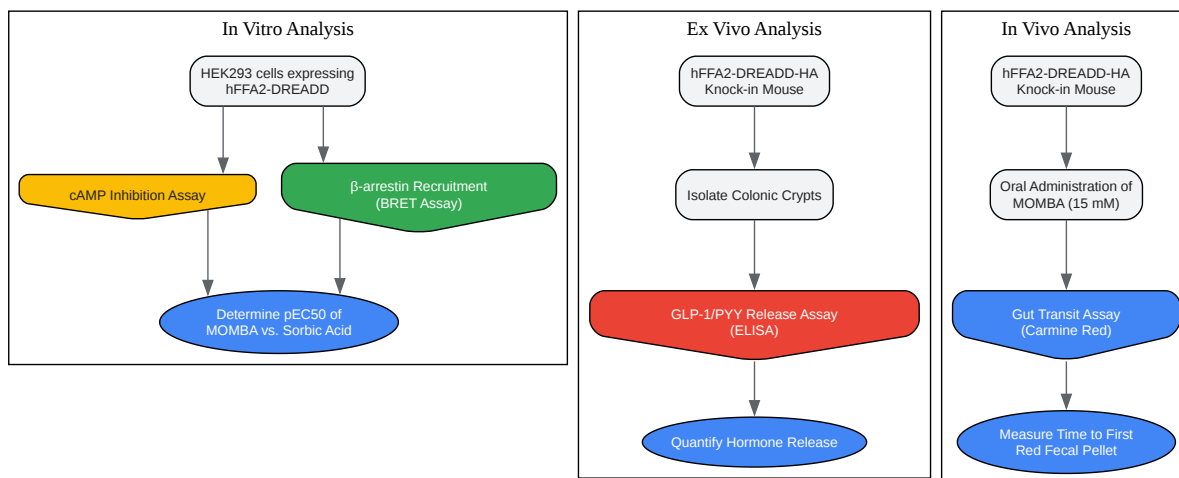 In Vitro Analysis
HEK293 cells expressing
hFFA2-DREADD
cAMP Inhibition Assay
β-arrestin Recruitment
(BRET Assay)
Determine pEC50 of
MOMBA vs. Sorbic Acid
Ex Vivo Analysis
hFFA2-DREADD-HA
Knock-in Mouse
Isolate Colonic Crypts
GLP-1/PYY Release Assay
(ELISA)
Quantify Hormone Release
In Vivo Analysis
hFFA2-DREADD-HA
Knock-in Mouse
Oral Administration of
MOMBA (15 mM)
Gut Transit Assay
(Carmine Red)
Measure Time to First
Red Fecal Pellet